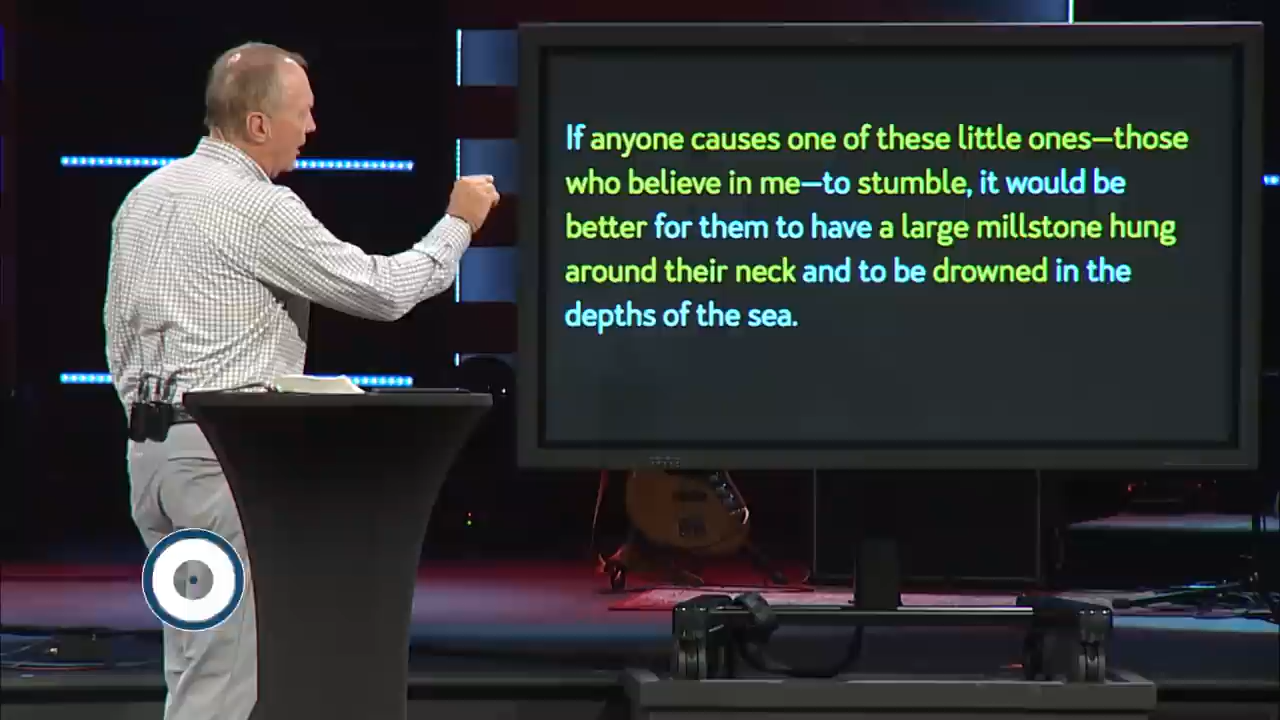 If anyone causes one of these little ones—those
who believe in me—to stumble, it would be
better for them to have a large millstone hung
around their neck and to be drowned in the
depths of the sea.